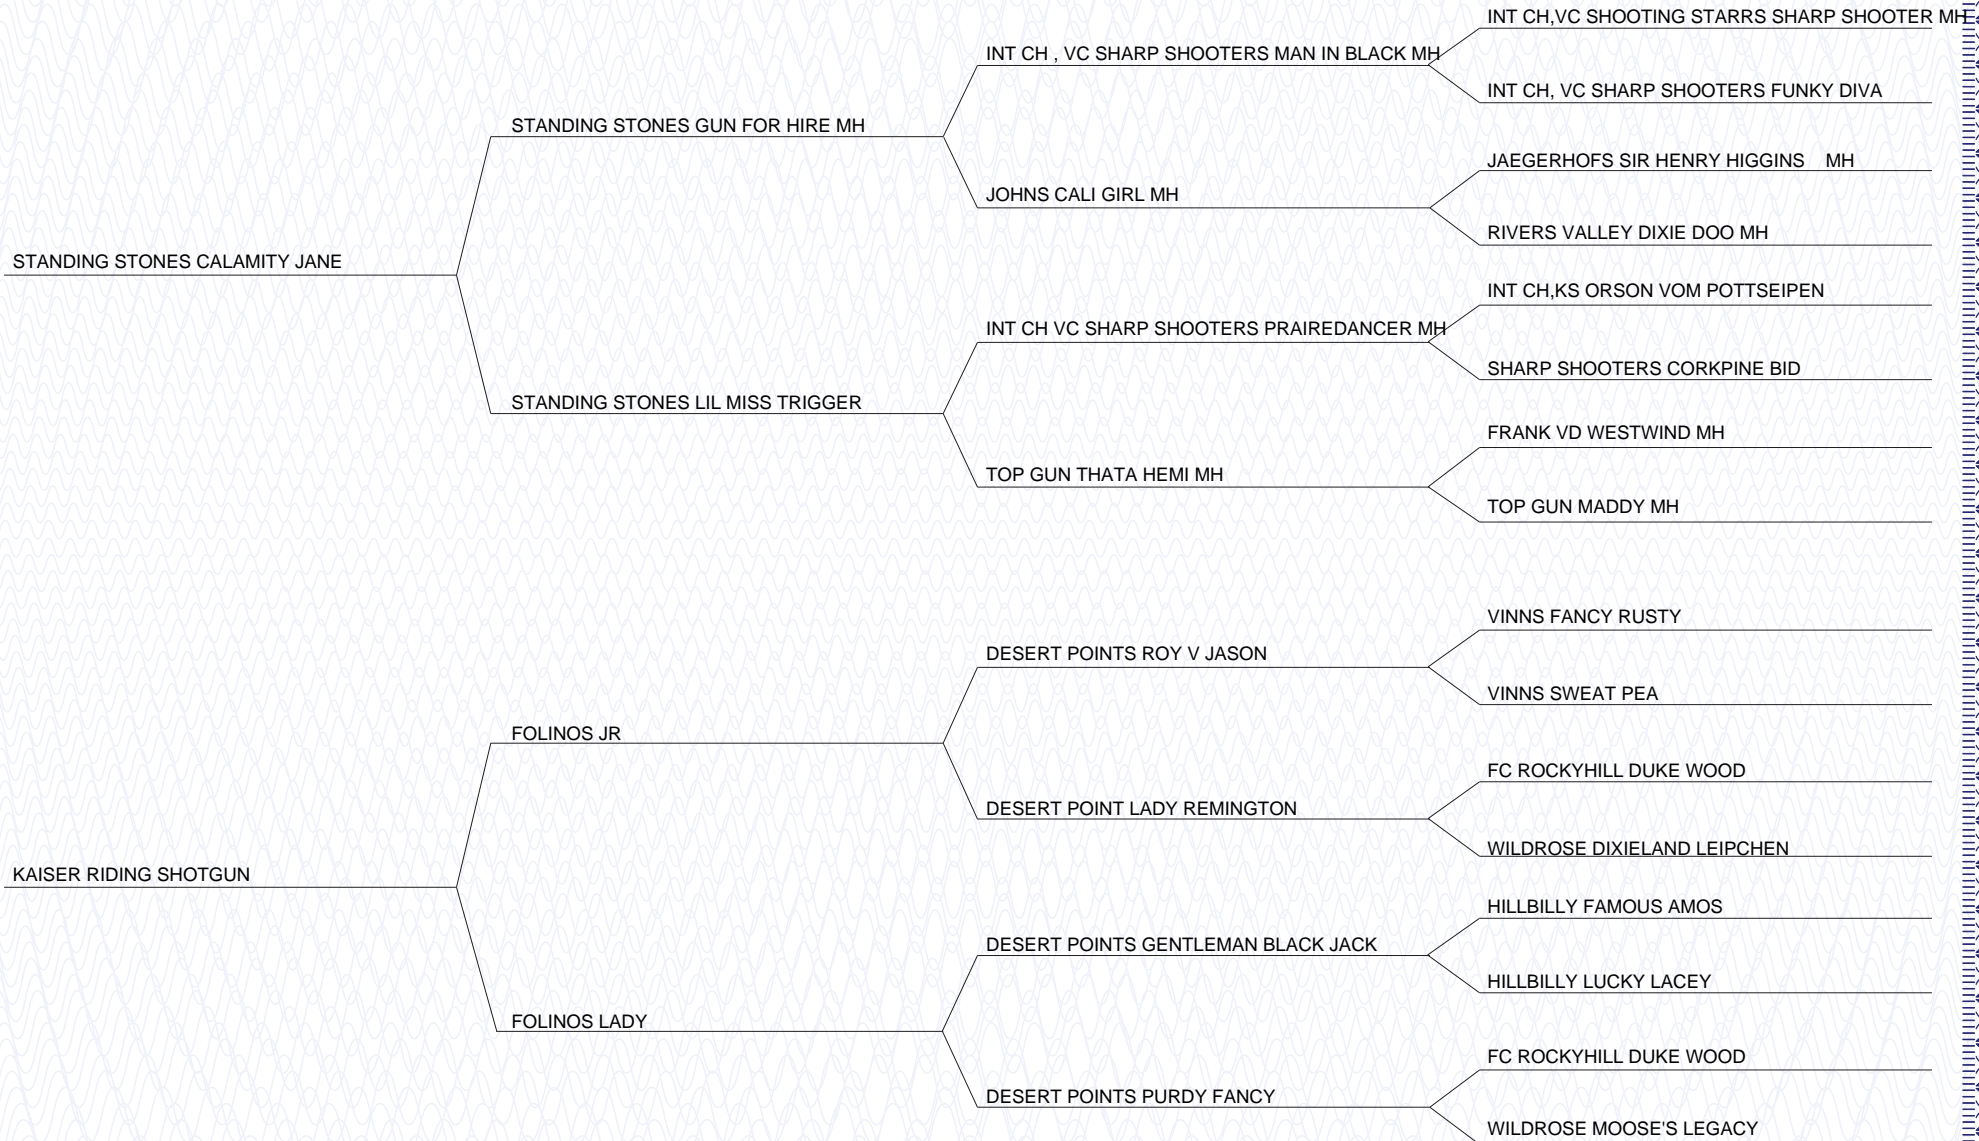 INT CH,VC SHOOTING STARRS SHARP SHOOTER MH
INT CH , VC SHARP SHOOTERS MAN IN BLACK MH
INT CH, VC SHARP SHOOTERS FUNKY DIVA
STANDING STONES GUN FOR HIRE MH
JAEGERHOFS SIR HENRY HIGGINS MH
JOHNS CALI GIRL MH
RIVERS VALLEY DIXIE DOO MH
STANDING STONES CALAMITY JANE
INT CH,KS ORSON VOM POTTSEIPEN
INT CH VC SHARP SHOOTERS PRAIREDANCER MH
SHARP SHOOTERS CORKPINE BID
STANDING STONES LIL MISS TRIGGER
FRANK VD WESTWIND MH
TOP GUN THATA HEMI MH
TOP GUN MADDY MH
VINNS FANCY RUSTY
DESERT POINTS ROY V JASON
VINNS SWEAT PEA
FOLINOS JR
FC ROCKYHILL DUKE WOOD
DESERT POINT LADY REMINGTON
WILDROSE DIXIELAND LEIPCHEN
KAISER RIDING SHOTGUN
HILLBILLY FAMOUS AMOS
DESERT POINTS GENTLEMAN BLACK JACK
HILLBILLY LUCKY LACEY
FOLINOS LADY
FC ROCKYHILL DUKE WOOD
DESERT POINTS PURDY FANCY
WILDROSE MOOSE'S LEGACY